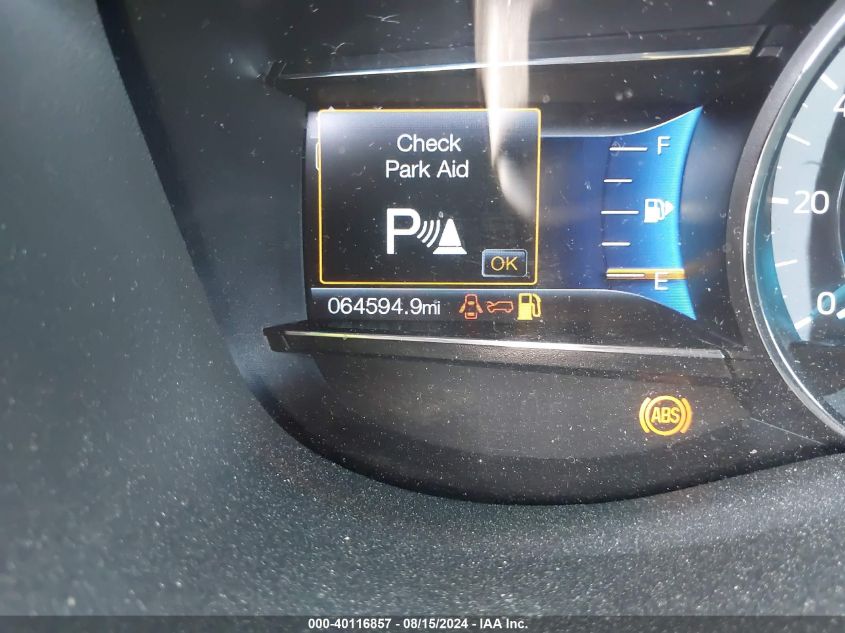 Check
Park Aid
P
OK
F
E
064594.9mi
ABS
20
0
000-40116857 - 08/15/2024 - IAA Inc.